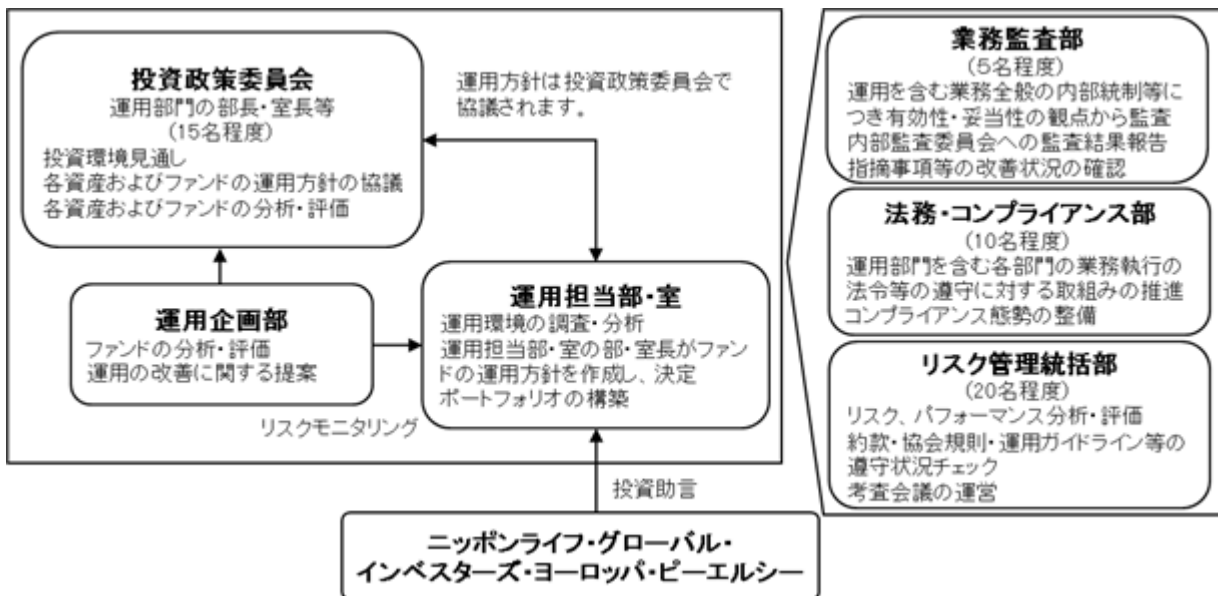 投資政策委員会
運用部門の部長・室長等
(15名程度)
投資環境見通し
各資産およびファンドの運用方針の協議
各資産およびファンドの分析・評価
運用方針は投資政策委員会で
協議されます。
運用企画部
ファンドの分析・評価
運用の改善に関する提案
リスクモニタリング
運用担当部・室
運用環境の調査・分析
運用担当部・室の部・室長がファン
ドの運用方針を作成し、決定
ポートフォリオの構築
投資助言
ニッポンライフ・グローバル・
インベスターズ・ヨーロッパ・ピーエルシー
業務監査部
(5名程度)
運用を含む業務全般の内部統制等に
つき有効性・妥当性の観点から監査
内部監査委員会への監査結果報告
指摘事項等の改善状況の確認
法務・コンプライアンス部
(10名程度)
運用部門を含む各部門の業務執行の
法令等の遵守に対する取組みの推進
コンプライアンス態勢の整備
リスク管理統括部
(20名程度)
リスク、パフォーマンス分析・評価
約款・協会規則・運用ガイドライン等の
遵守状況チェック
考査会議の運営